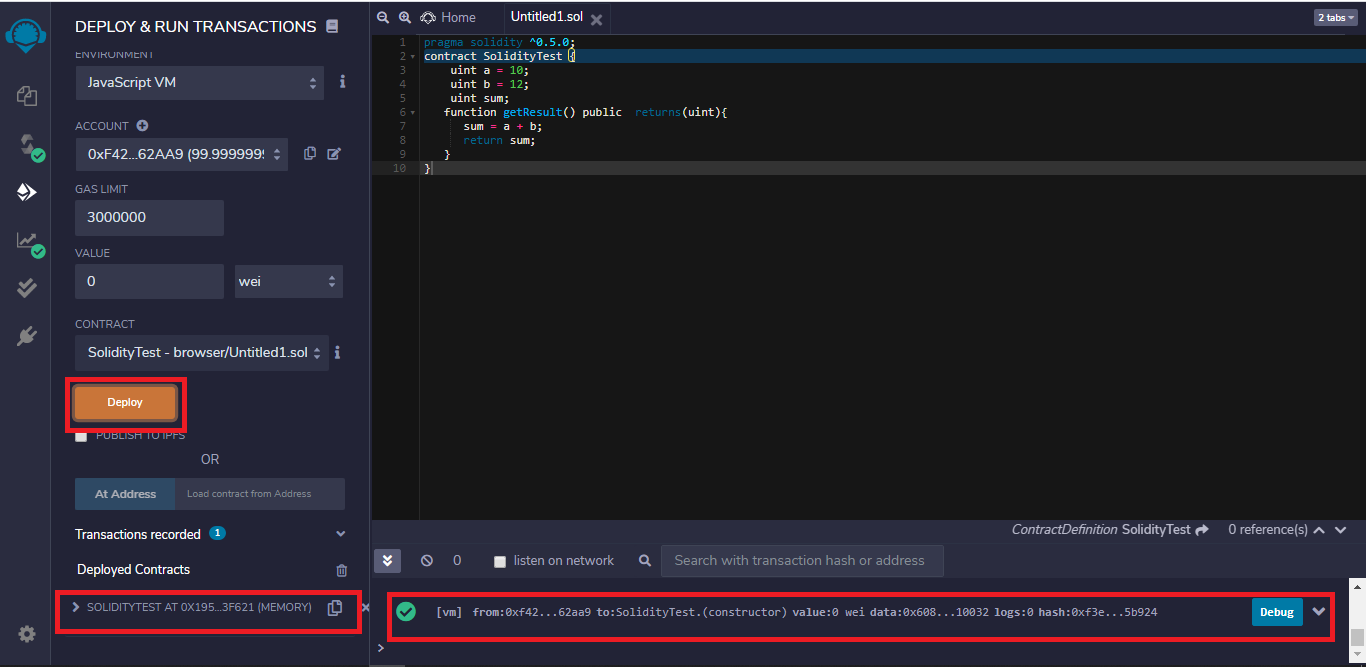 DEPLOY & RUN TRANSACTIONS
ENVIRONMENT
JavaScript VM
ACCOUNT
0xF42...62AA9 (99.9999999
GAS LIMIT
3000000
VALUE
0
wei
CONTRACT
SolidityTest - browser/Untitled1.sol
Deploy
PUBLISH TO IPFS
OR
At Address
Load contract from Address
Transactions recorded 1
Deployed Contracts
SOLIDITYTEST AT 0X195...3F621 (MEMORY)
Home
Untitled1.sol
2 tabs
1 pragma solidity ^0.5.0;
2 contract SolidityTest {
3 uint a = 10;
4 uint b = 12;
5 uint sum;
6 function getResult() public returns(uint){
7 sum = a + b;
8 return sum;
9 }
10 }
ContractDefinition SolidityTest 0 reference(s)
0
listen on network
Search with transaction hash or address
[vm] from:0xf42...62aa9 to:SolidityTest.(constructor) value:0 wei data:0x608...10032 logs:0 hash:0xf3e...5b924
Debug
>